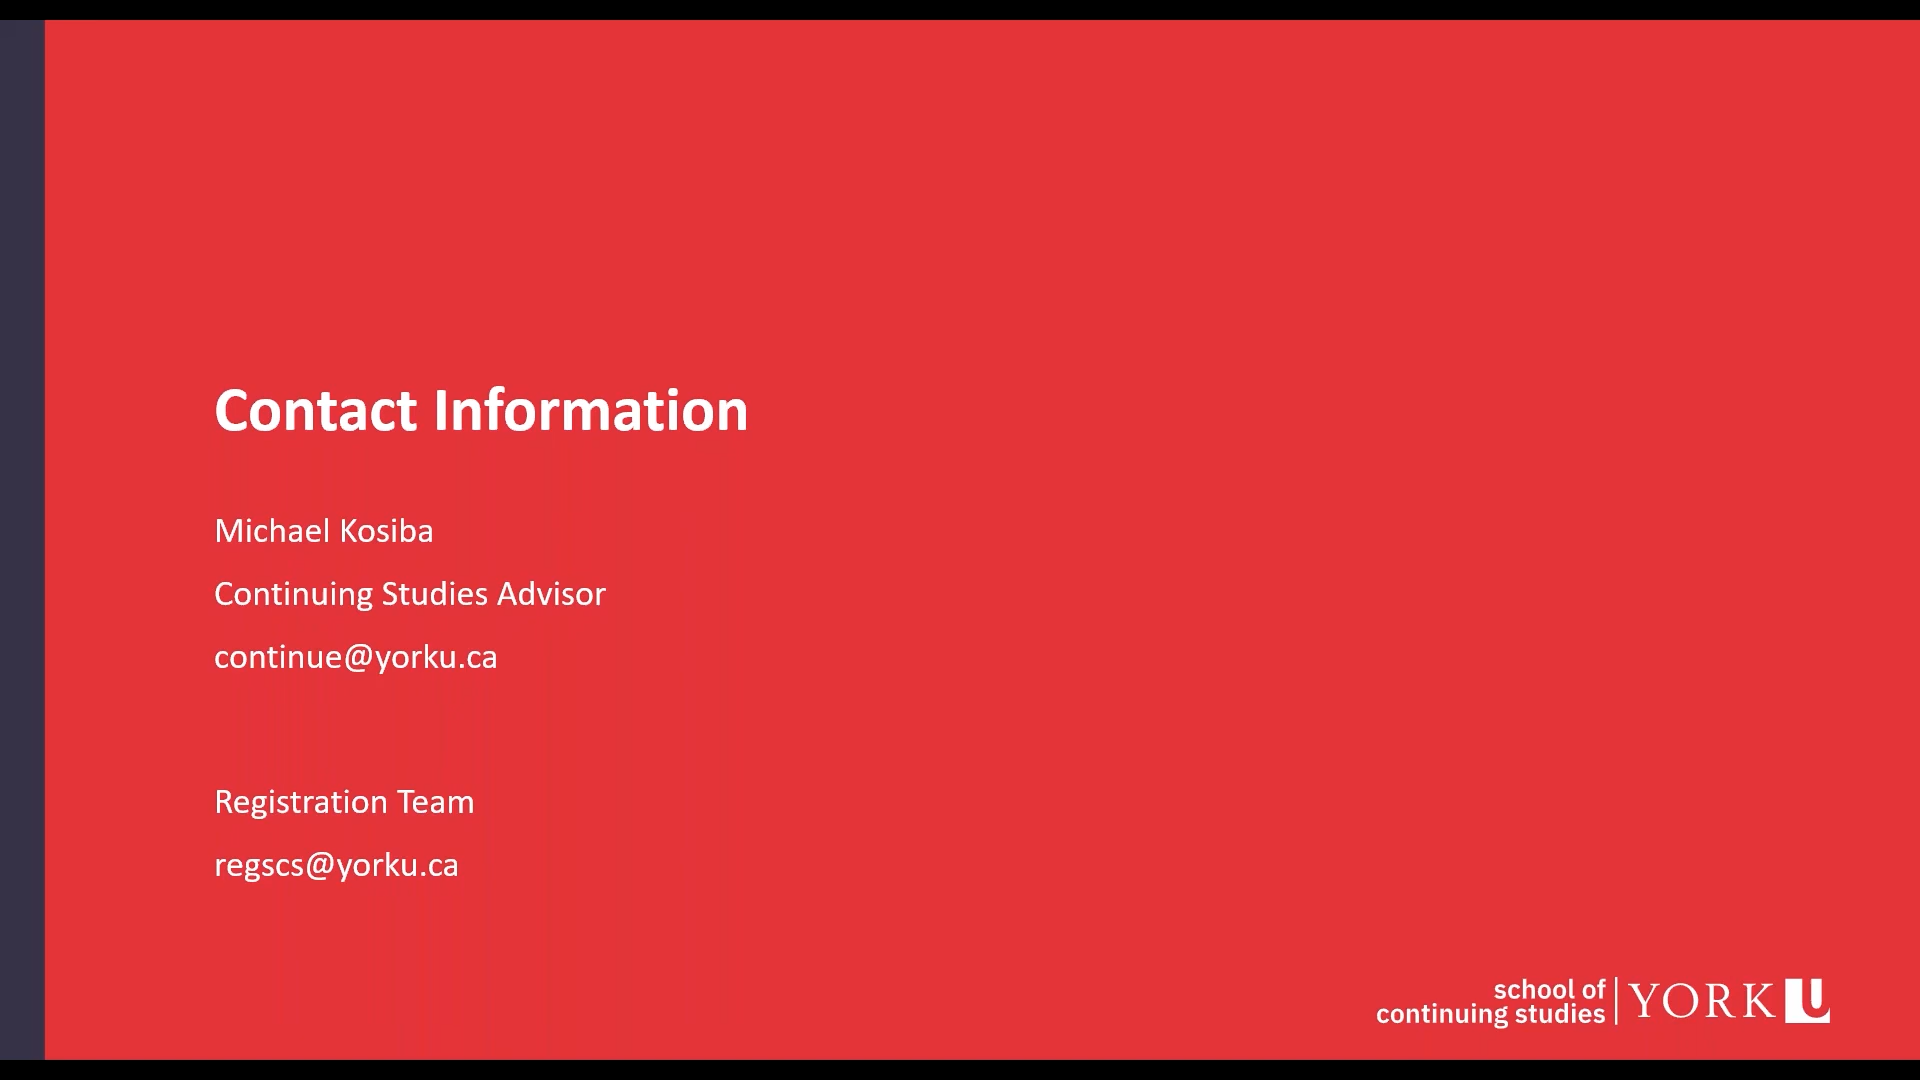 Contact Information
Michael Kosiba
Continuing Studies Advisor
continue@yorku.ca
Registration Team
regscs@yorku.ca
school of
continuing studies
YORK U